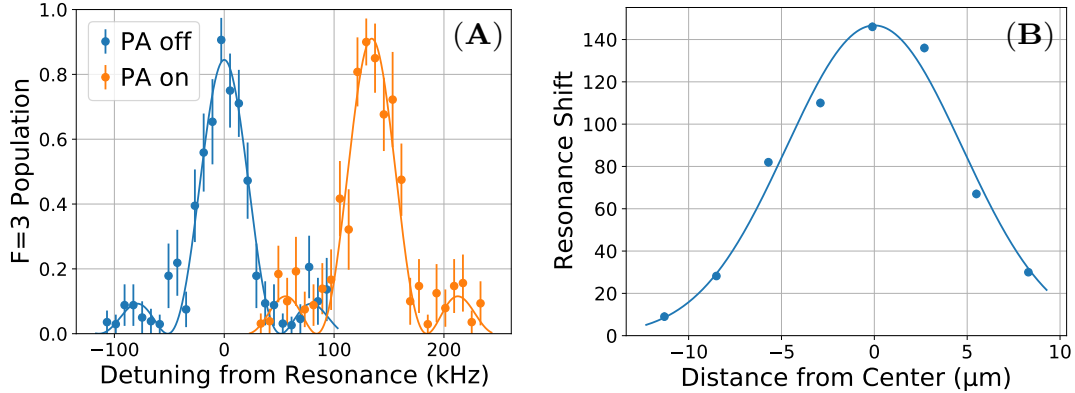 (A)
PA off
PA on
F=3 Population
1.0
0.8
0.6
0.4
0.2
0.0
−100
0
100
200
Detuning from Resonance (kHz)
(B)
Resonance Shift
140
120
100
80
60
40
20
0
−10
−5
0
5
10
Distance from Center (μm)